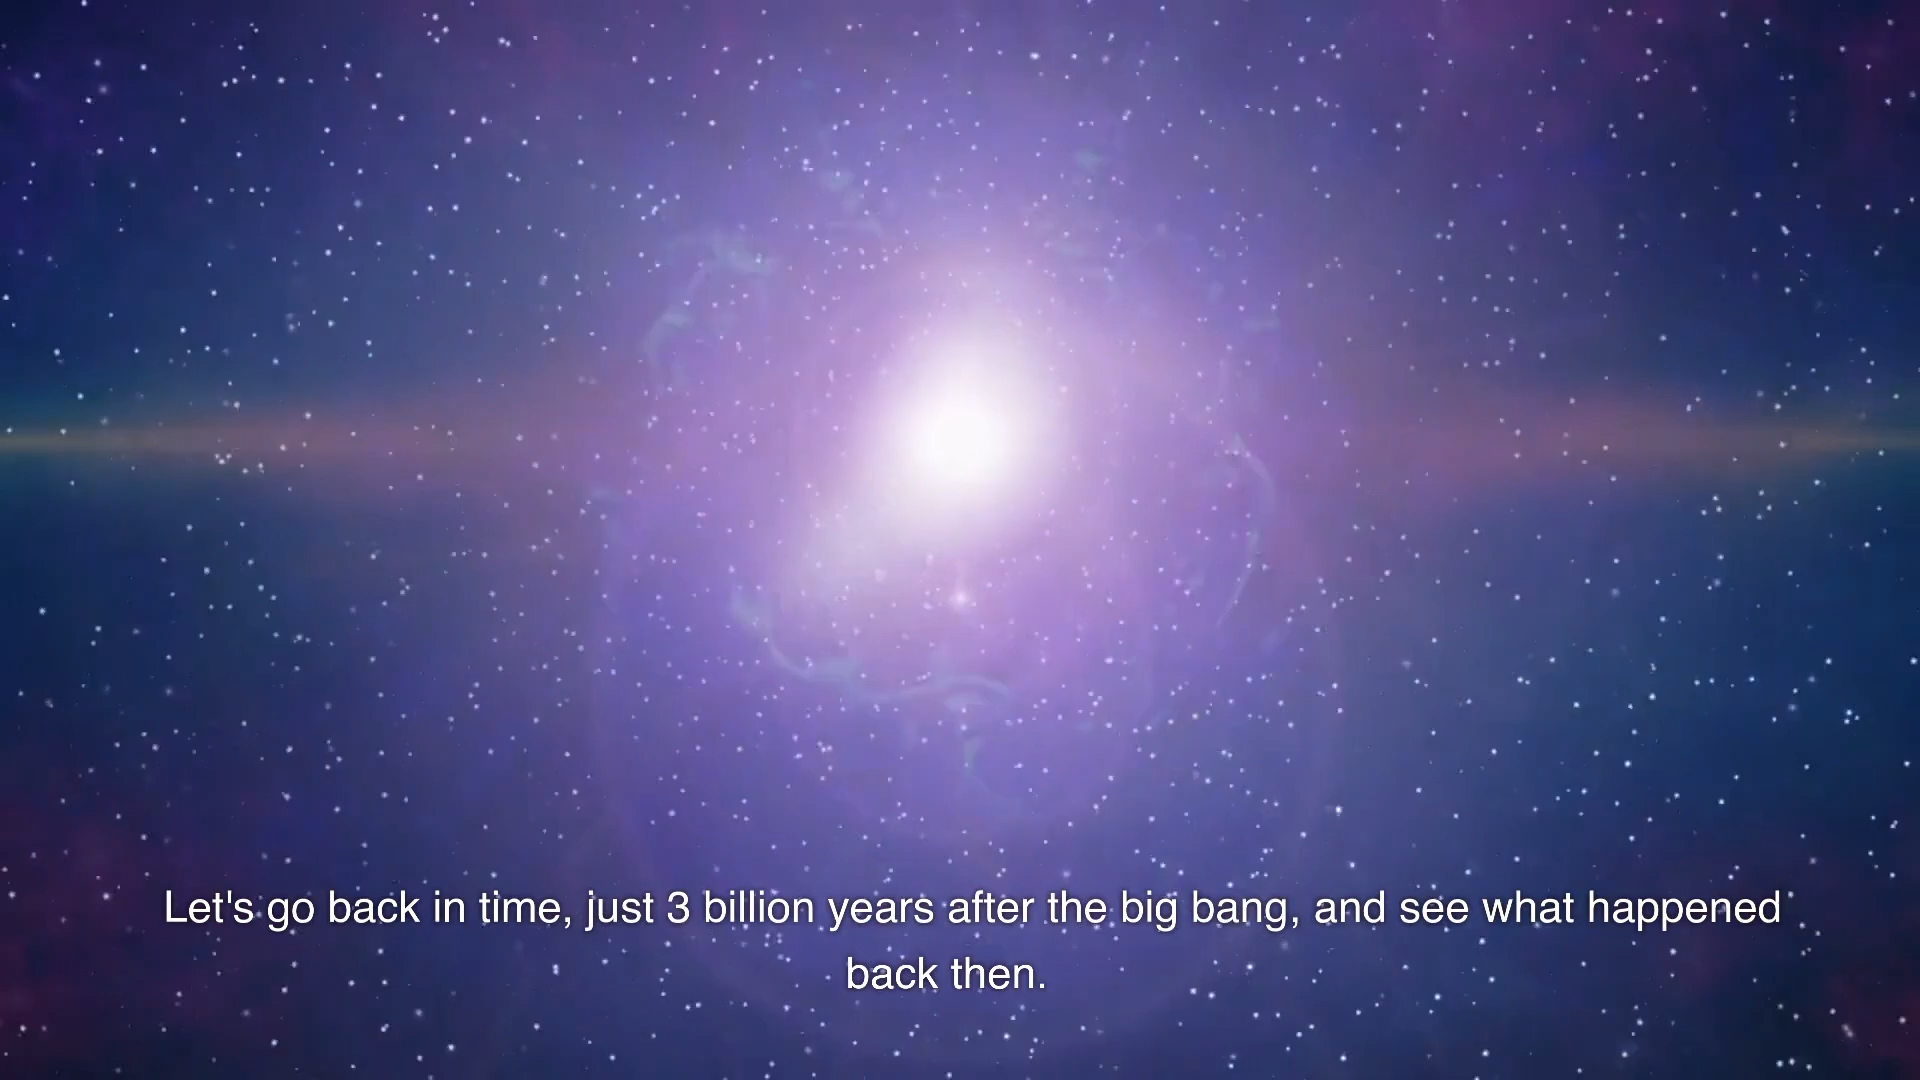 Let's go back in time, just 3 billion years after the big bang, and see what happened
back then.